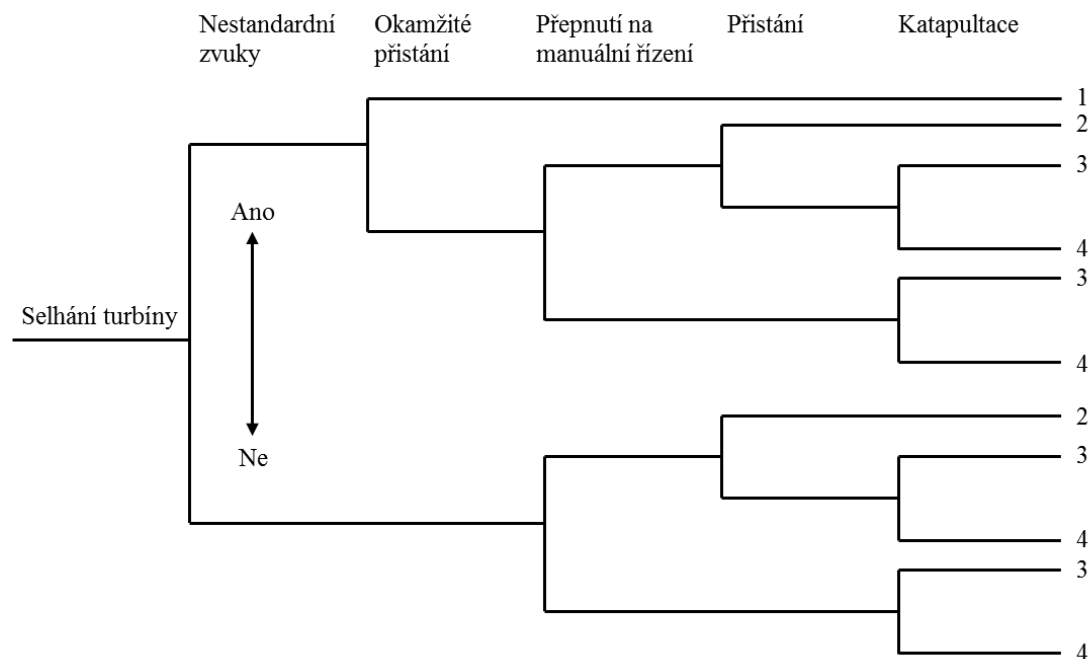 Nestandardní
zvuky
Okamžité
přistání
Přepnutí na
manuální řízení
Přistání
Katapultace
1
2
3
Ano
4
3
Selhání turbíny
4
2
Ne
3
4
3
4